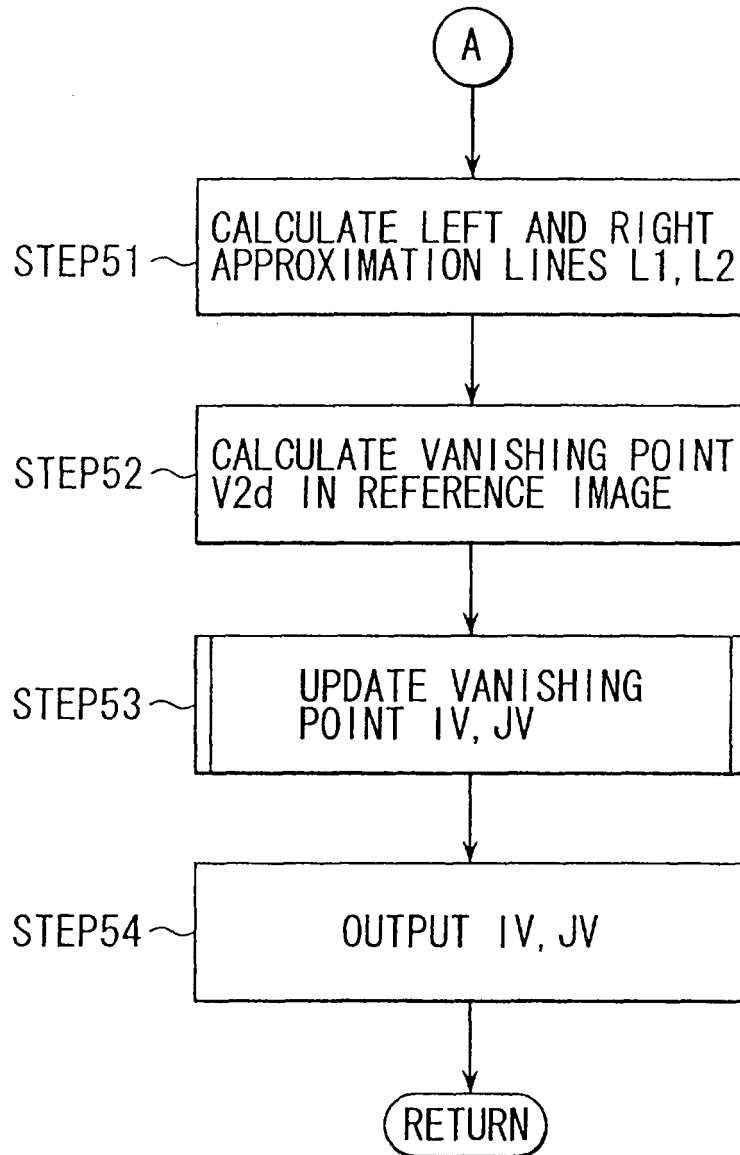 A
STEP51
CALCULATE LEFT AND RIGHT
APPROXIMATION LINES L1, L2
STEP52
CALCULATE VANISHING POINT
V2d IN REFERENCE IMAGE
STEP53
UPDATE VANISHING
POINT IV, JV
STEP54
OUTPUT IV, JV
RETURN